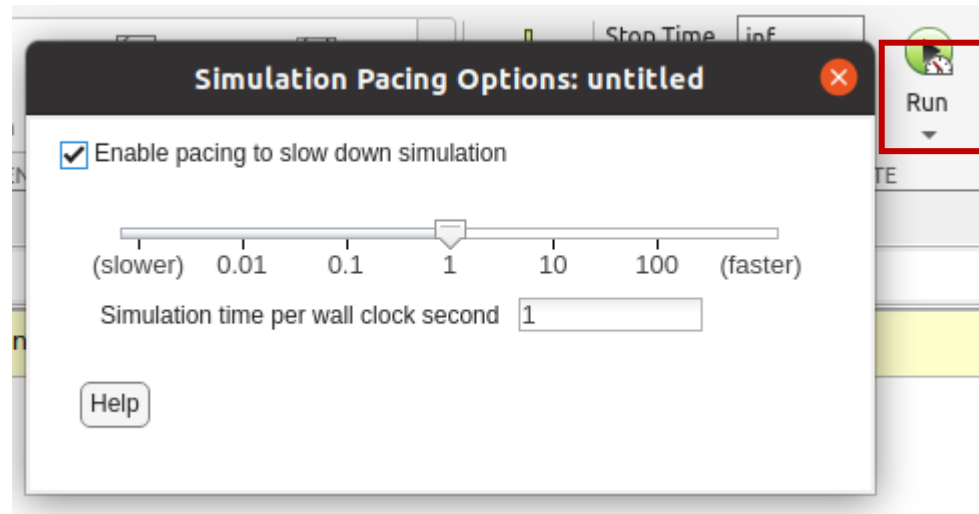 Stop Time inf
Simulation Pacing Options: untitled
Run
Enable pacing to slow down simulation
TE
(slower) 0.01 0.1 1 10 100 (faster)
Simulation time per wall clock second 1
Help